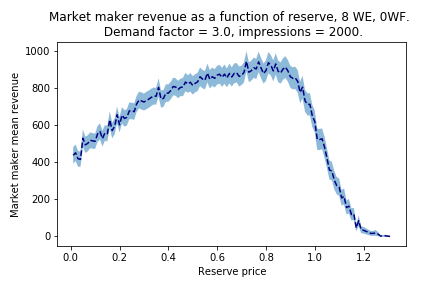 Market maker revenue as a function of reserve, 8 WE, 0WF.
Demand factor = 3.0, impressions = 2000.
Market maker mean revenue
1000
800
600
400
200
0
0.0 0.2 0.4 0.6 0.8 1.0 1.2
Reserve price